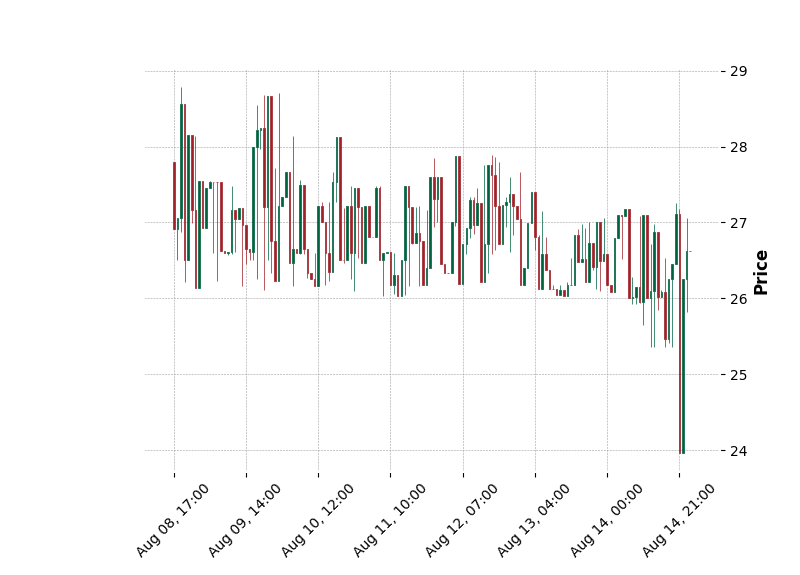 29
28
27
26
25
24
Price
Aug 08, 17:00
Aug 09, 14:00
Aug 10, 12:00
Aug 11, 10:00
Aug 12, 07:00
Aug 13, 04:00
Aug 14, 00:00
Aug 14, 21:00